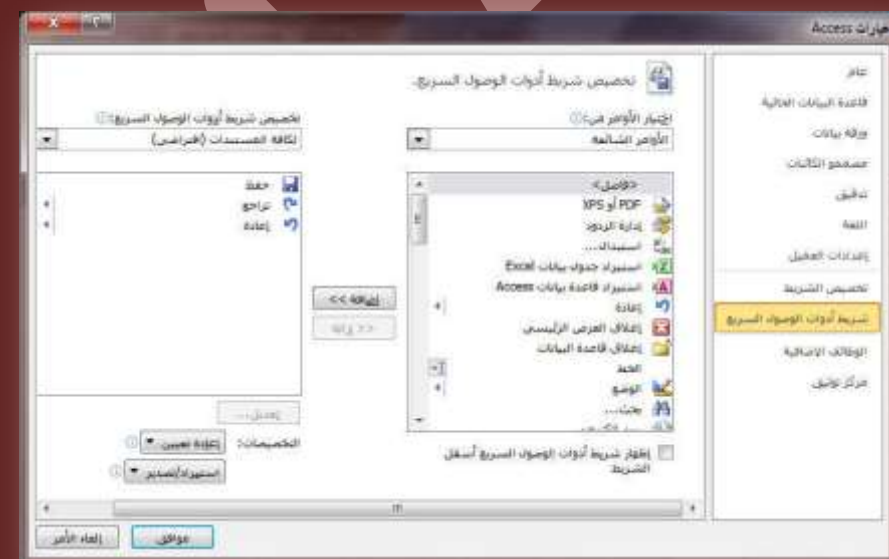 خيارات Access
عام
قاعدة البيانات الحالية
ورقة بيانات
مصممو الكائنات
تدقيق
اللغة
إعدادات العميل
تخصيص الشريط
شريط أدوات الوصول السريع
الوظائف الإضافية
مركز توثيق
تخصيص شريط أدوات الوصول السريع.
اختيار الأوامر من:
الأوامر الشائعة
<فاصل>
PDF أو XPS
إدارة الردود
استبدال...
استيراد جدول بيانات Excel
استيراد قاعدة بيانات Access
إعادة
إغلاق العرض الرئيسي
إغلاق قاعدة البيانات
الخط
الوضع
بحث...
إظهار شريط أدوات الوصول السريع أسفل
الشريط
إضافة >>
<< إزالة
تخصيص شريط أدوات الوصول السريع:
لكافة المستندات (افتراضي)
حفظ
تراجع
إعادة
تعديل...
التخصيصات:
إعادة تعيين
استيراد/تصدير
موافق
إلغاء الأمر